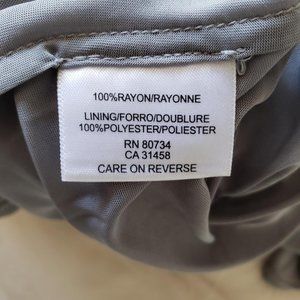 100%RAYON/RAYONNE
LINING/FORRO/DOUBLURE
100%POLYESTER/POLIESTER
RN 80734
CA 31458
CARE ON REVERSE